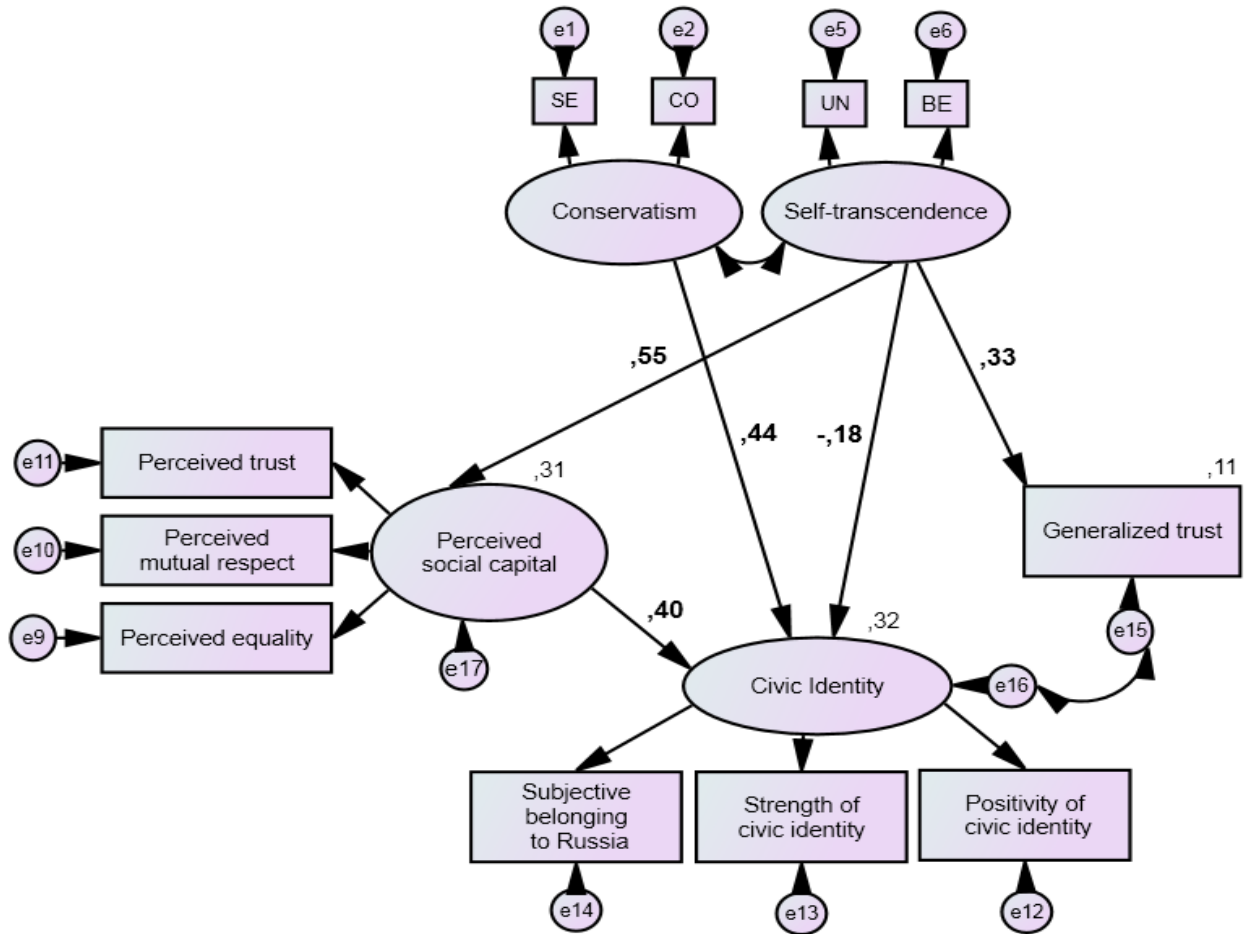 e1
e2
e5
e6
SE
CO
UN
BE
Conservatism
Self-transcendence
,55
,33
,44
-,18
e11
Perceived trust
,31
,11
e10
Perceived
mutual respect
Perceived
social capital
Generalized trust
e9
Perceived equality
,40
,32
e15
e17
Civic Identity
e16
Subjective
belonging
to Russia
Strength of
civic identity
Positivity of
civic identity
e14
e13
e12